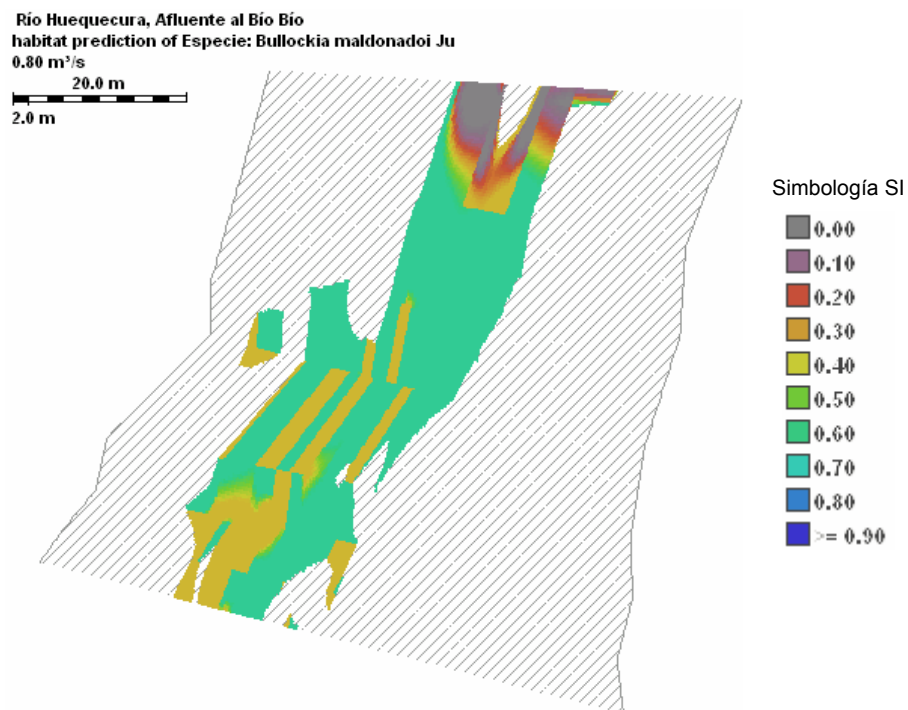 Río Huequecura, Afluente al Bío Bío
habitat prediction of Especie: Bullockia maldonadoi Ju
0.80 m³/s
20.0 m
2.0 m
Simbología SI
0.00
0.10
0.20
0.30
0.40
0.50
0.60
0.70
0.80
>= 0.90